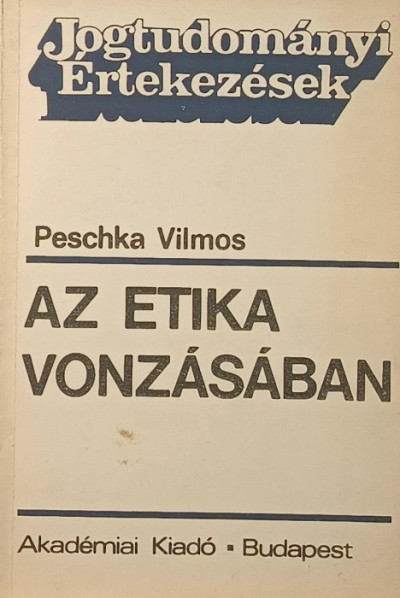 Jogtudományi
Értekezések
Peschka Vilmos
AZ ETIKA
VONZÁSÁBAN
Akadémiai Kiadó ▪ Budapest